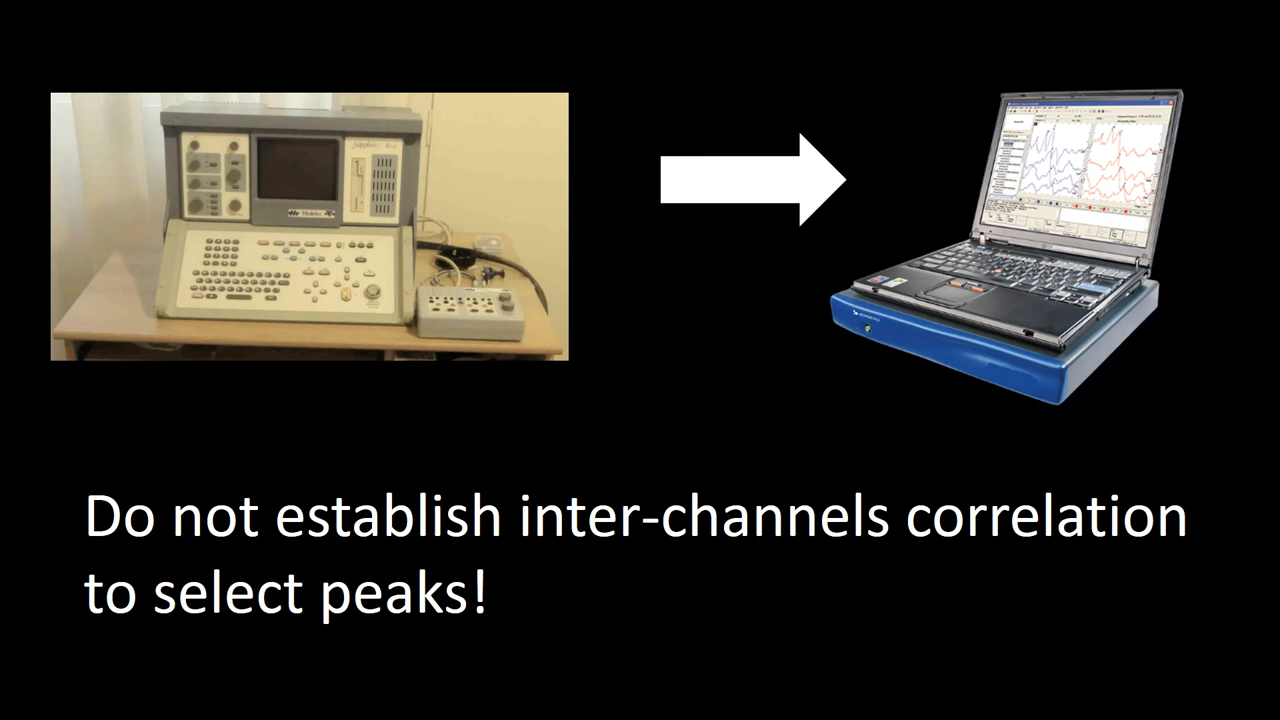 Do not establish inter-channels correlation
to select peaks!